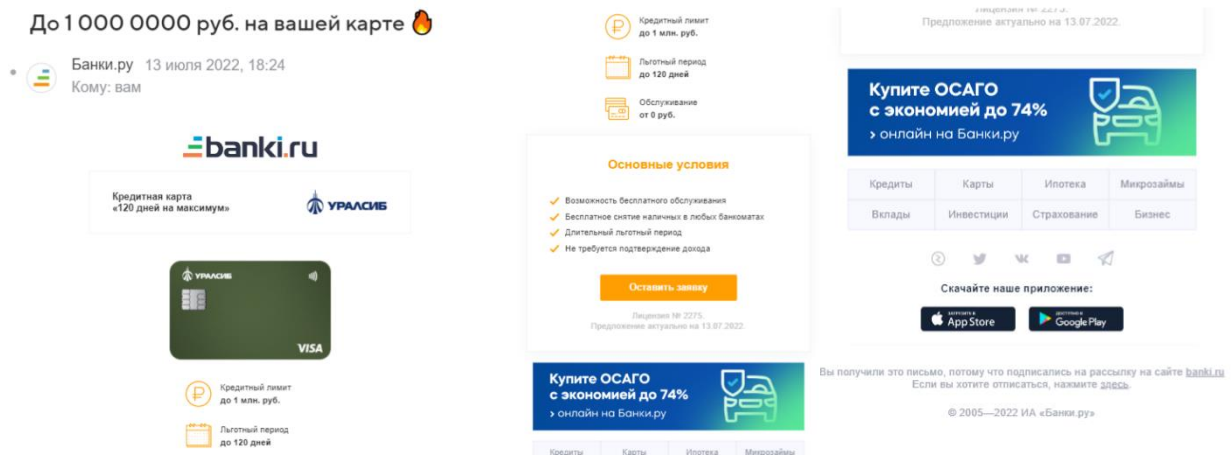 До 1 000 0000 руб. на вашей карте
Банки.ру 13 июля 2022, 18:24
Кому: вам
banki.ru
Кредитная карта
«120 дней на максимум»
УРАЛСИБ
УРАЛСИБ
VISA
Кредитный лимит
до 1 млн. руб.
Льготный период
до 120 дней
Кредитный лимит
до 1 млн. руб.
Льготный период
до 120 дней
Обслуживание
от 0 руб.
Основные условия
Возможность бесплатного обслуживания
Бесплатное снятие наличных в любых банкоматах
Длительный льготный период
Не требуется подтверждение дохода
Оставить заявку
Лицензия № 2275.
Предложение актуально на 13.07.2022.
Купите ОСАГО
с экономией до 74%
› онлайн на Банки.ру
Кредиты Карты Ипотека Микрозаймы
Лицензия № 2275.
Предложение актуально на 13.07.2022.
Купите ОСАГО
с экономией до 74%
› онлайн на Банки.ру
Кредиты Карты Ипотека Микрозаймы
Вклады Инвестиции Страхование Бизнес
Скачайте наше приложение:
Загрузите в
App Store
Доступно в
Google Play
Вы получили это письмо, потому что подписались на рассылку на сайте banki.ru
Если вы хотите отписаться, нажмите здесь.
© 2005—2022 ИА «Банки.ру»